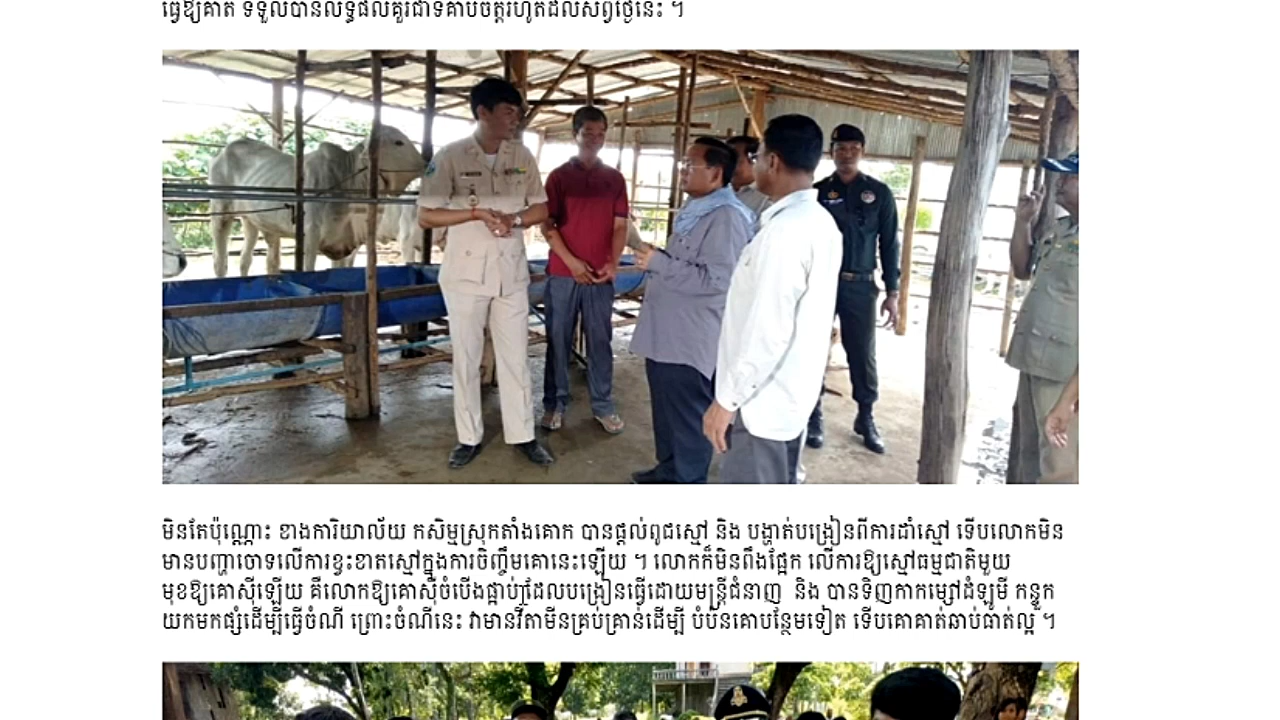 ធ្វើឱ្យគាត់ ទទួលបានលទ្ធផលគួរជាទីគាប់ចិត្តរហូតដល់សព្វថ្ងៃនេះ ។
មិនតែប៉ុណ្ណោះ ខាងការិយាល័យ កសិម្មស្រុកតាំងគោក បានផ្តល់ពូជស្មៅ និង បង្ហាត់បង្រៀនពីការដាំស្មៅ ទើបលោកមិន
មានបញ្ហាចោទលើការខ្វះខាតស្មៅក្នុងការចិញ្ចឹមគោនេះឡើយ ។ លោកក៏មិនពឹងផ្អែក លើការឱ្យស្មៅធម្មជាតិមួយ
មុខឱ្យគោស៊ីឡើយ គឺលោកឱ្យគោស៊ីចំបើងផ្អាប់ ដែលបង្រៀនធ្វើដោយមន្ត្រីជំនាញ និង បានទិញកាកម្សៅដំឡូមី កន្ទួក
យកមកផ្សំដើម្បីធ្វើចំណី ព្រោះចំណីនេះ វាមានវីតាមីនគ្រប់គ្រាន់ដើម្បី បំប៉នគោបន្ថែមទៀត ទើបគោគាត់ឆាប់ធាត់ល្អ ។